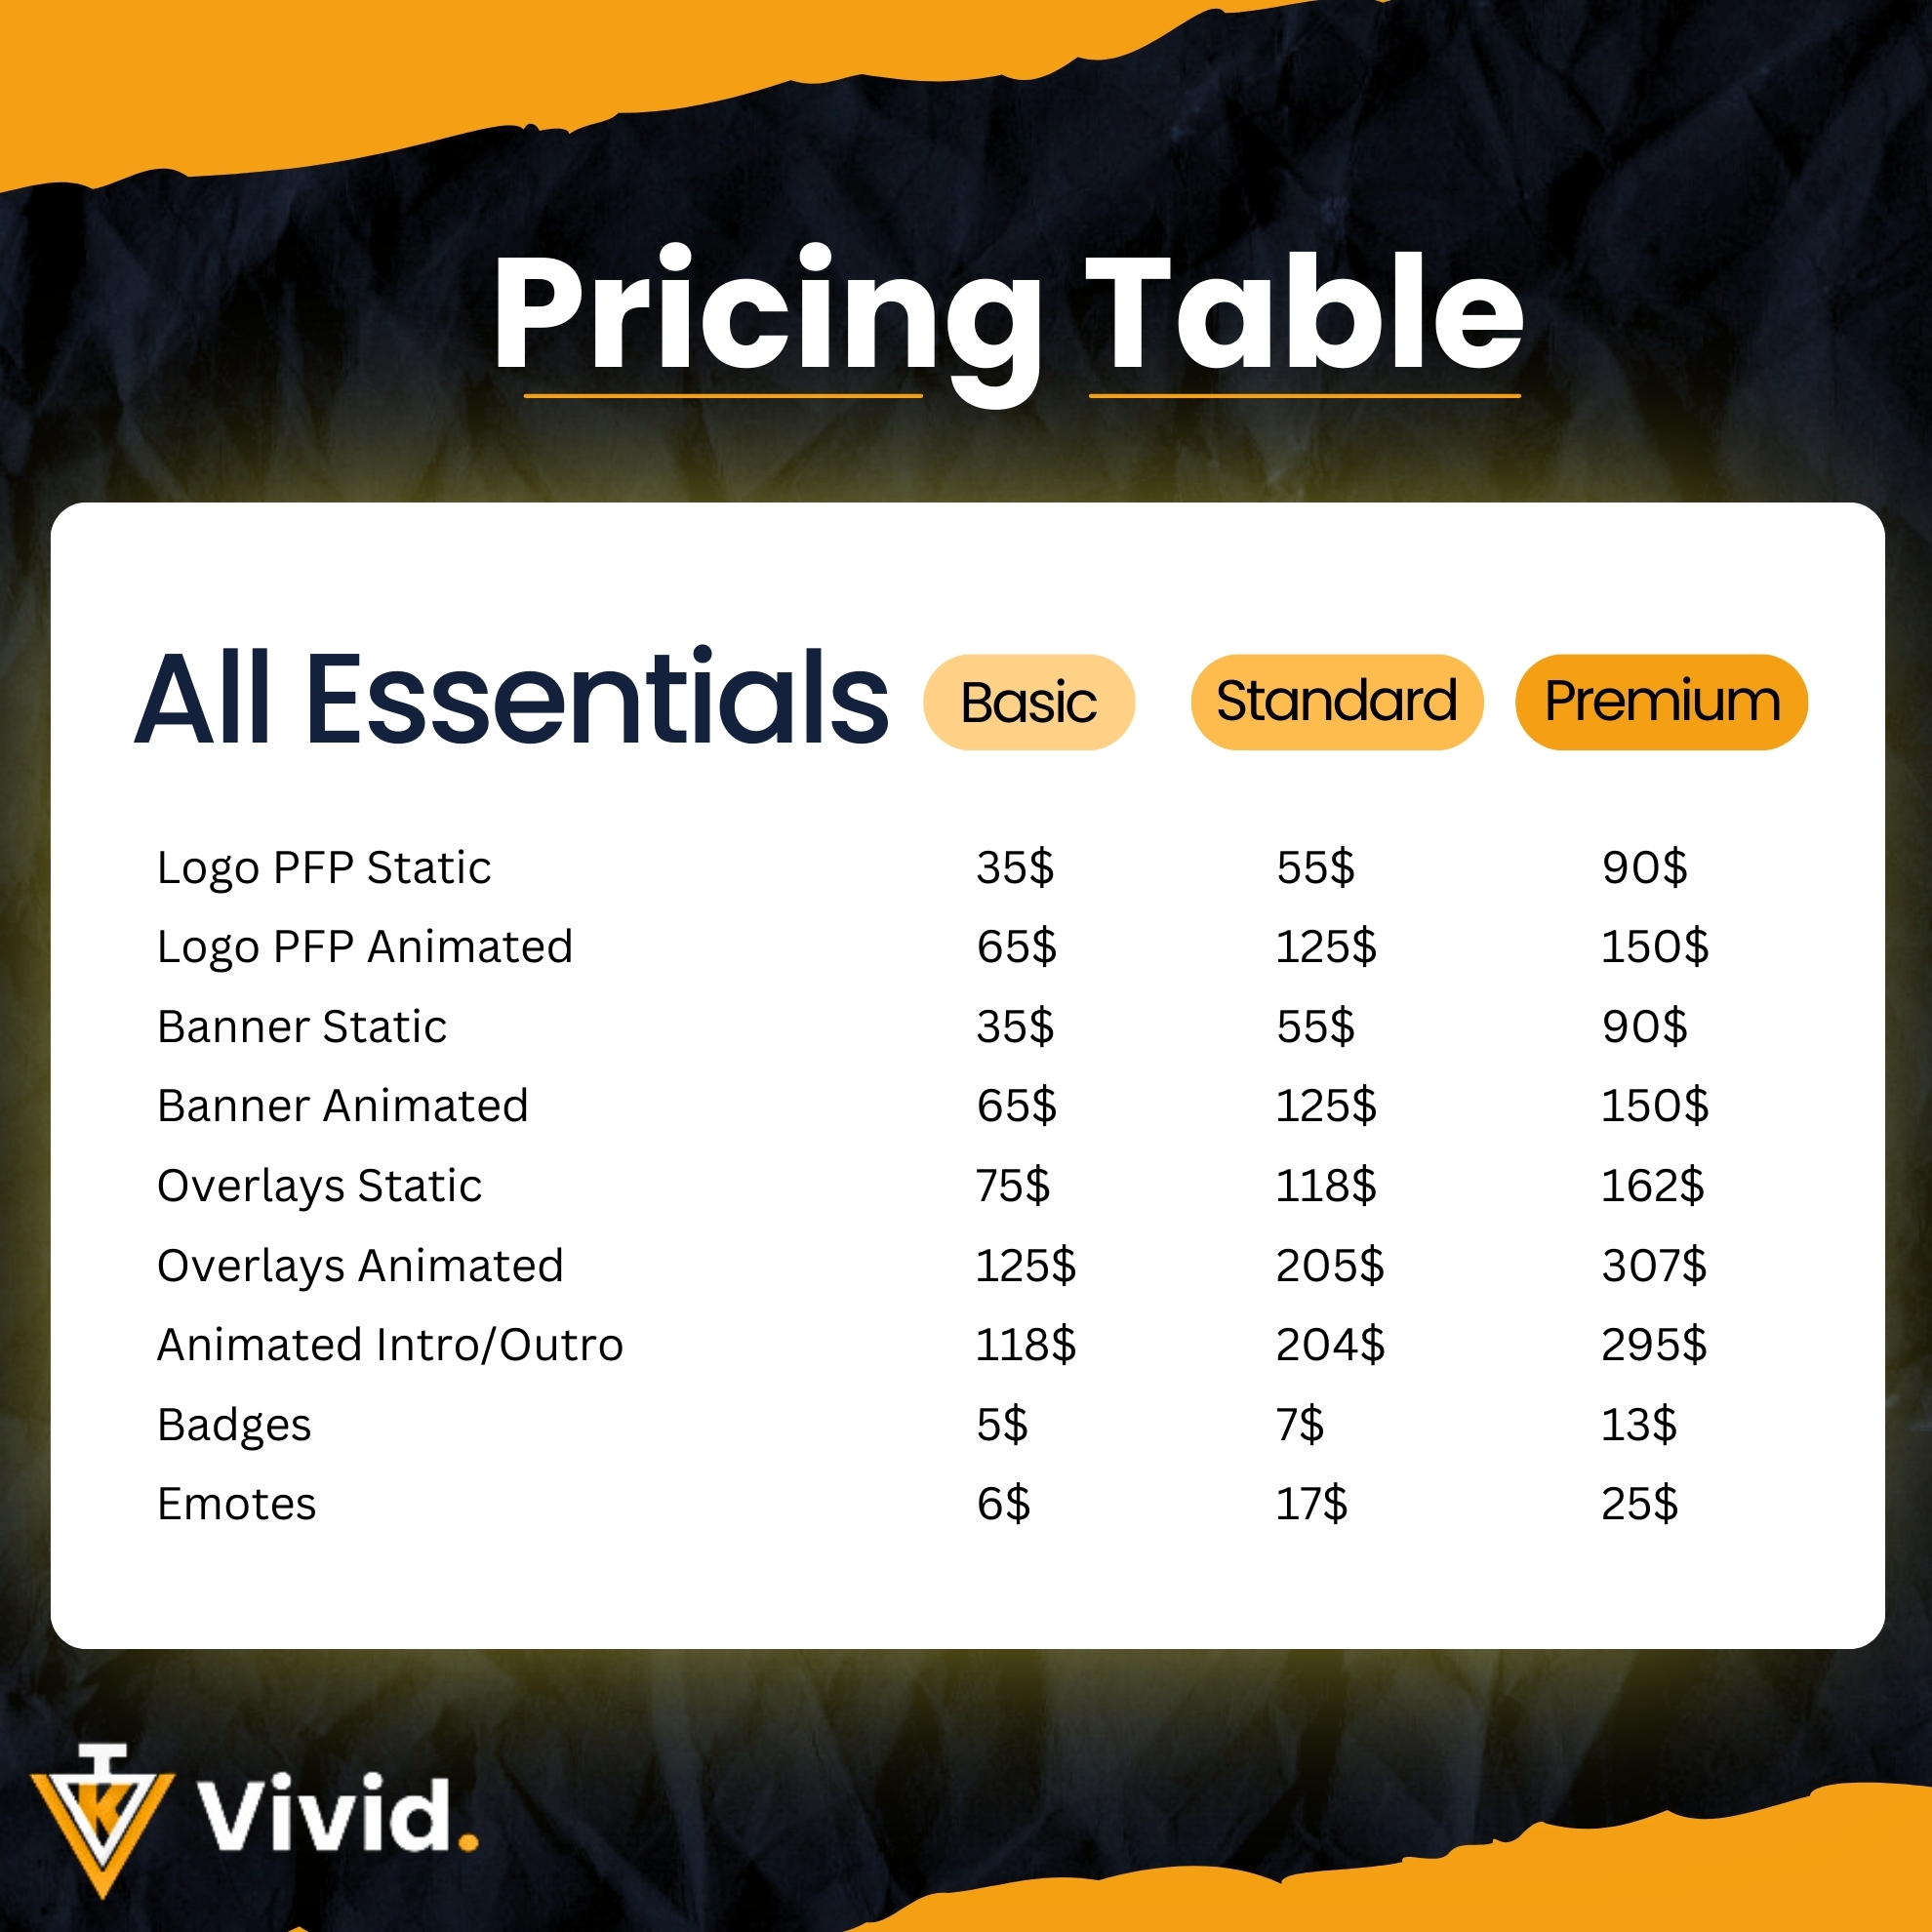 Pricing Table
All Essentials Basic Standard Premium
Logo PFP Static 35$ 55$ 90$
Logo PFP Animated 65$ 125$ 150$
Banner Static 35$ 55$ 90$
Banner Animated 65$ 125$ 150$
Overlays Static 75$ 118$ 162$
Overlays Animated 125$ 205$ 307$
Animated Intro/Outro 118$ 204$ 295$
Badges 5$ 7$ 13$
Emotes 6$ 17$ 25$
TK Vivid.